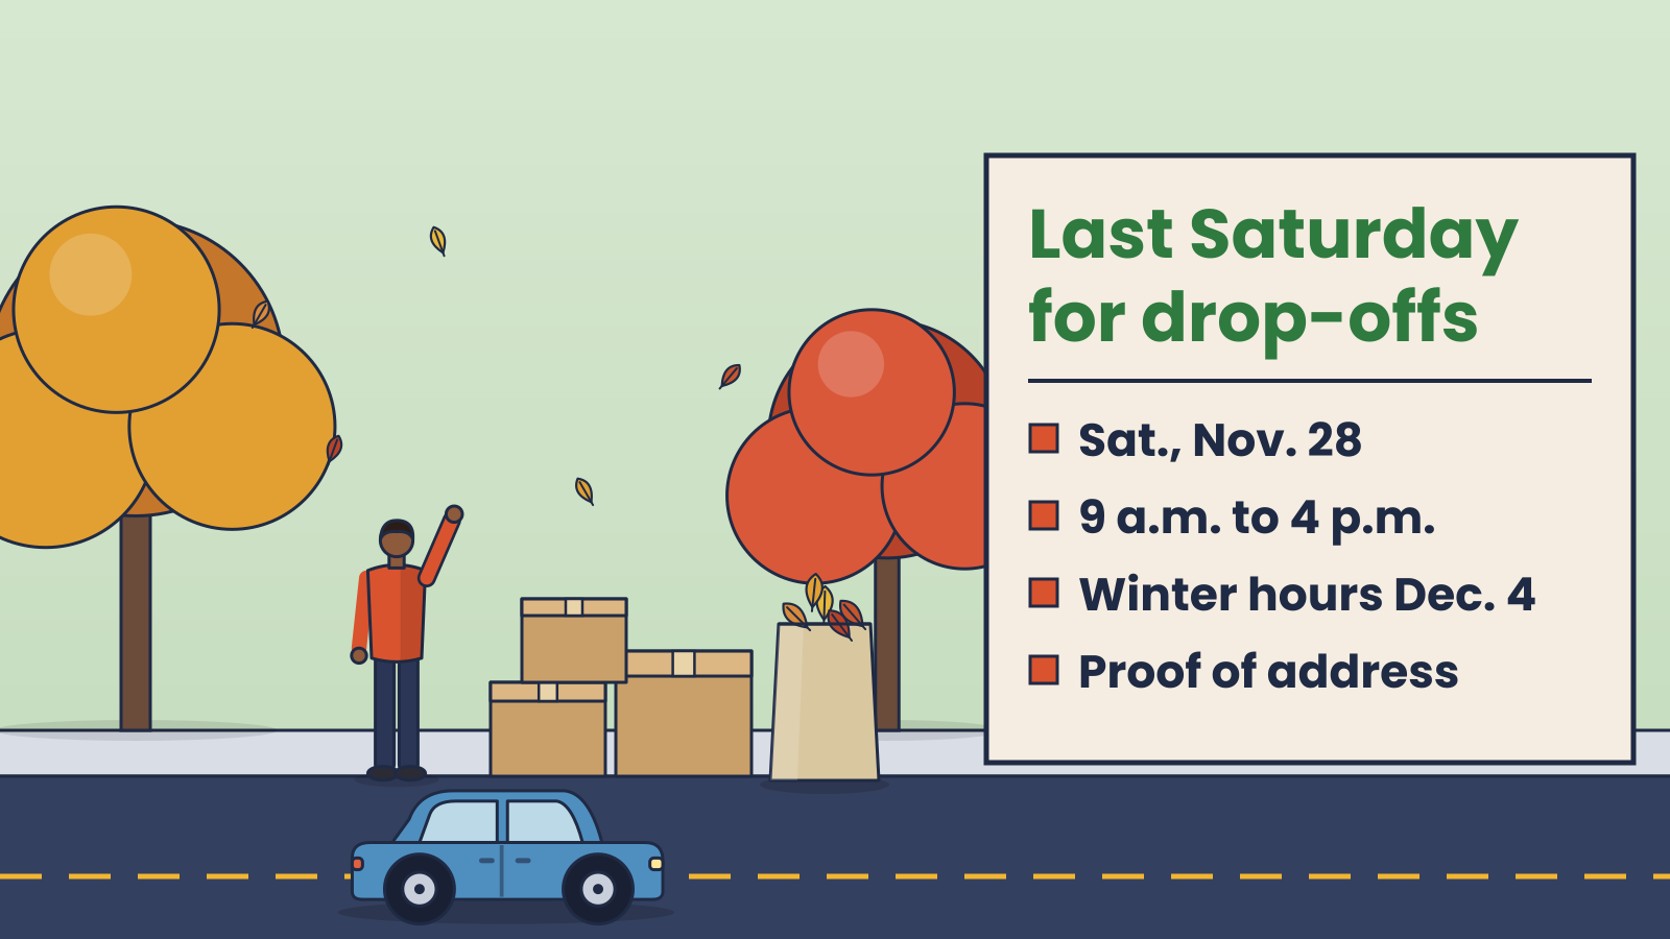 Last Saturday
for drop-offs
Sat., Nov. 28
9 a.m. to 4 p.m.
Winter hours Dec. 4
Proof of address